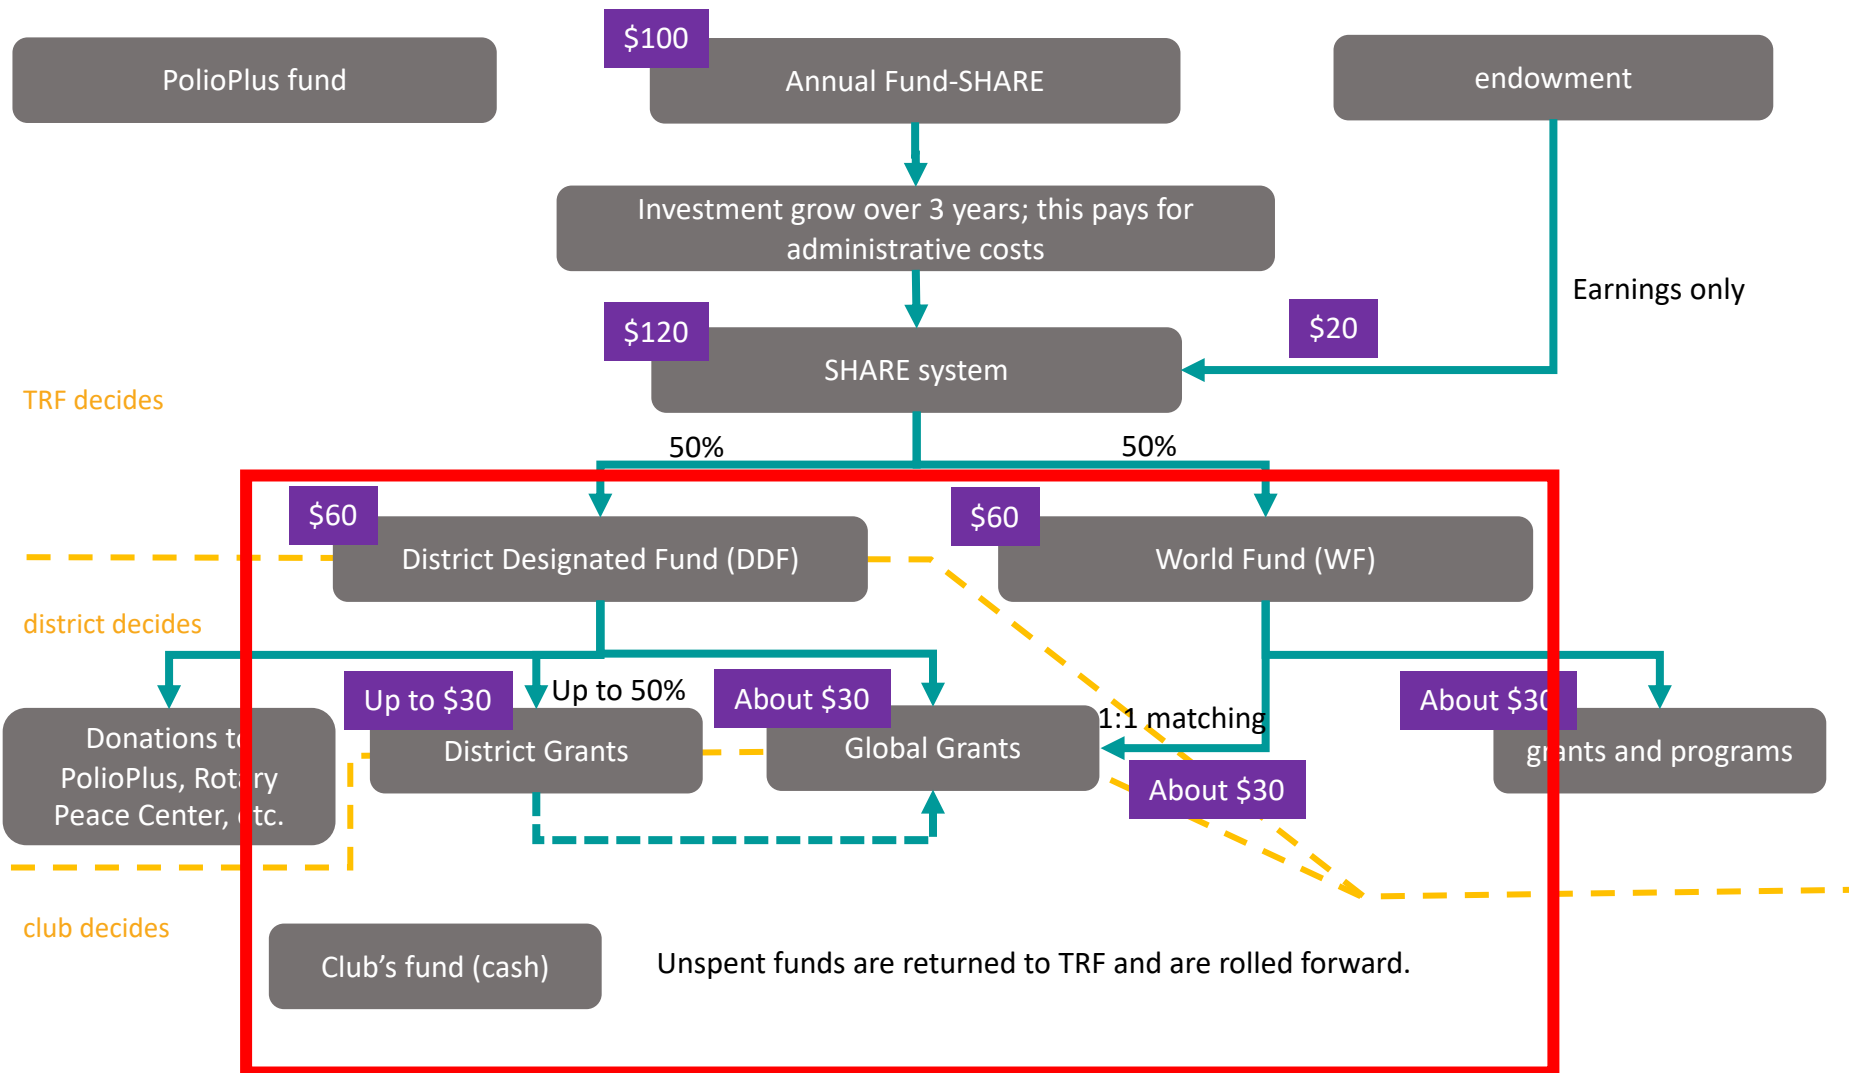 $100
PolioPlus fund
Annual Fund-SHARE
endowment
Investment grow over 3 years; this pays for
administrative costs
Earnings only
$120
$20
SHARE system
TRF decides
50%
50%
$60
$60
District Designated Fund (DDF)
World Fund (WF)
district decides
Up to $30
Up to 50%
About $30
About $30
1:1 matching
Donations to
PolioPlus, Rotary
Peace Center, etc.
District Grants
Global Grants
grants and programs
About $30
club decides
Club's fund (cash)
Unspent funds are returned to TRF and are rolled forward.